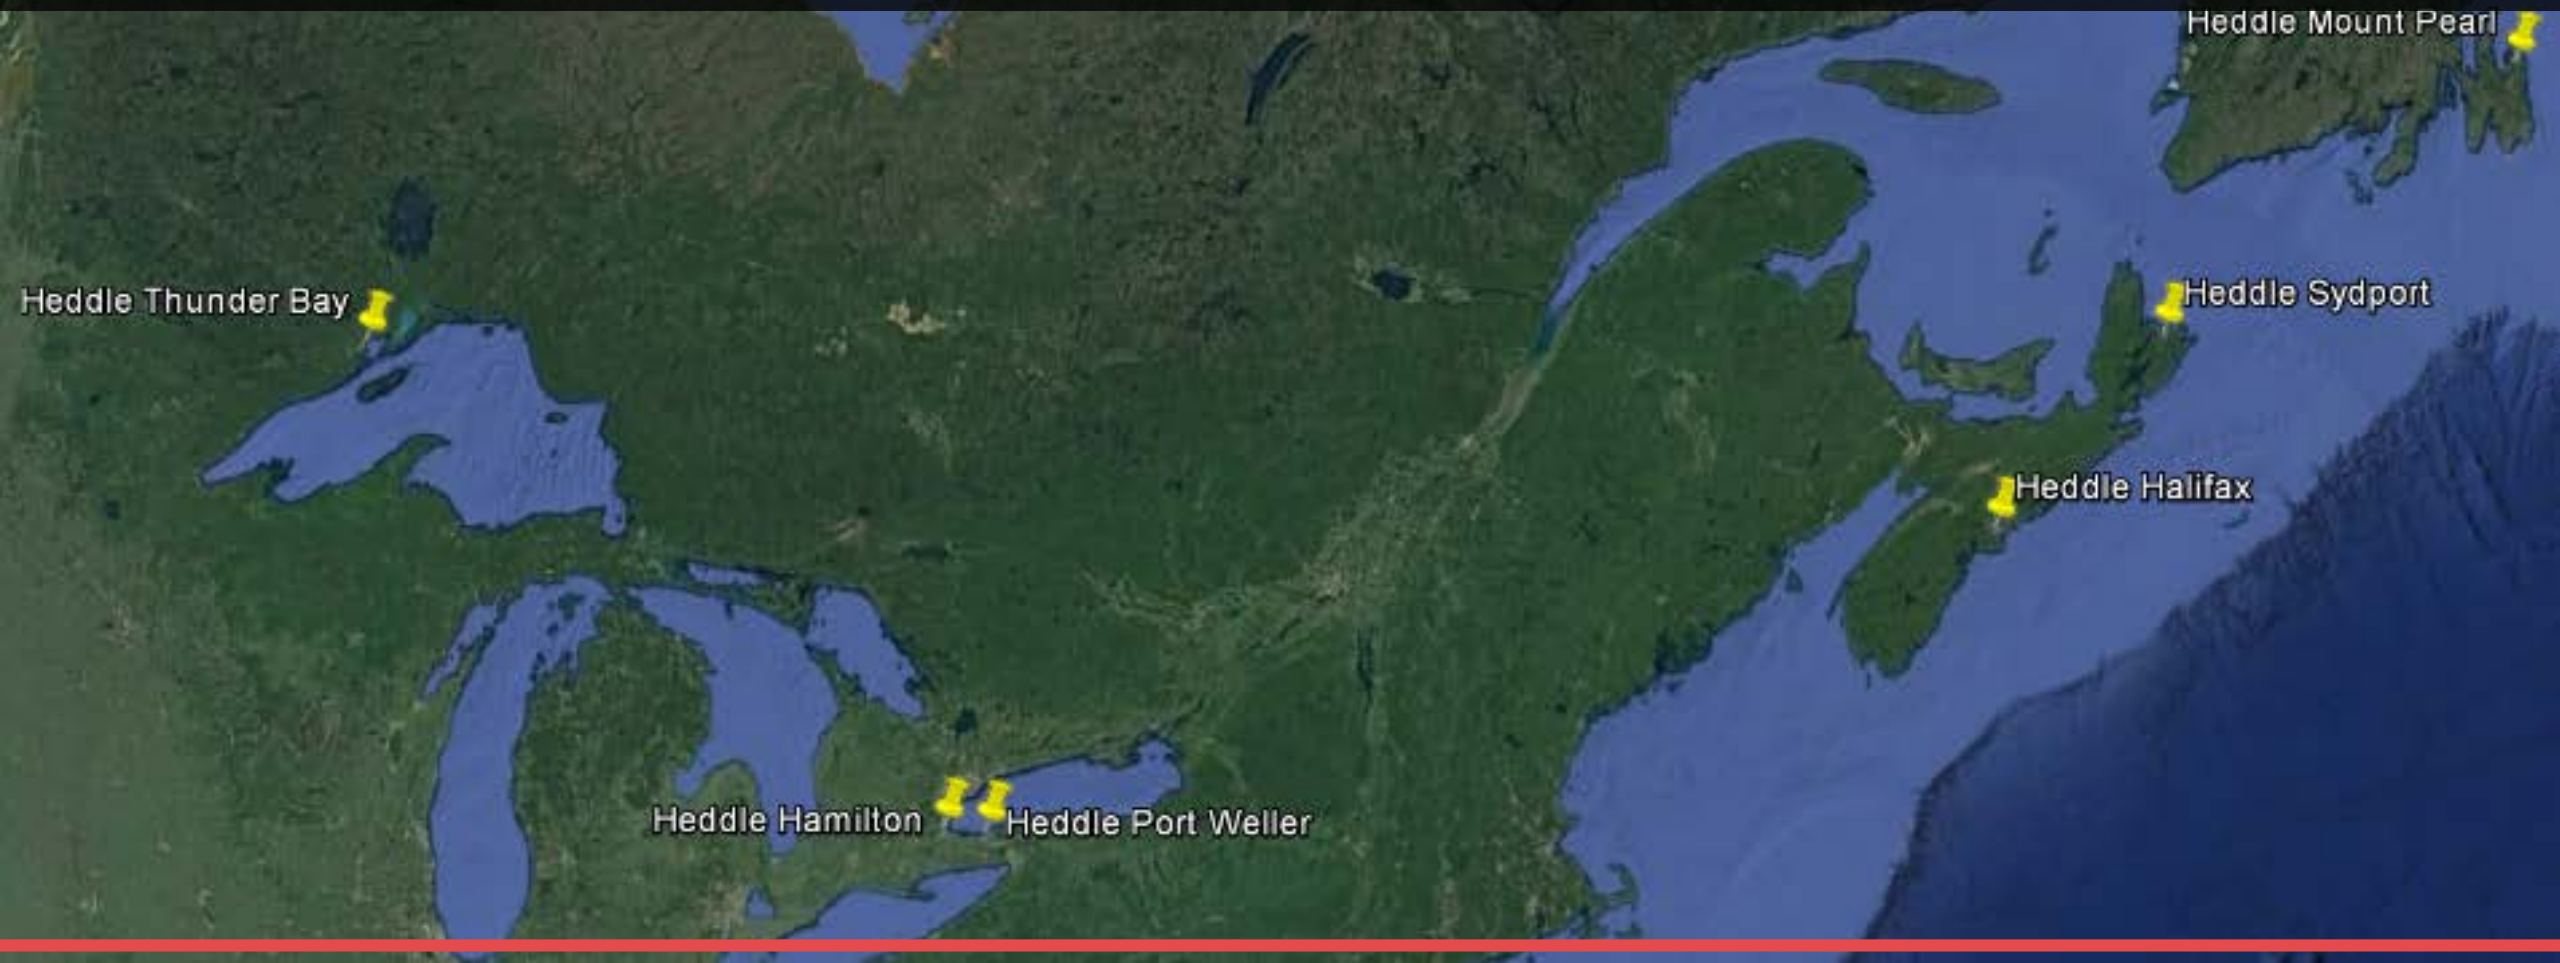 Heddle Mount Pearl
Heddle Thunder Bay
Heddle Sydport
Heddle Halifax
Heddle Hamilton
Heddle Port Weller